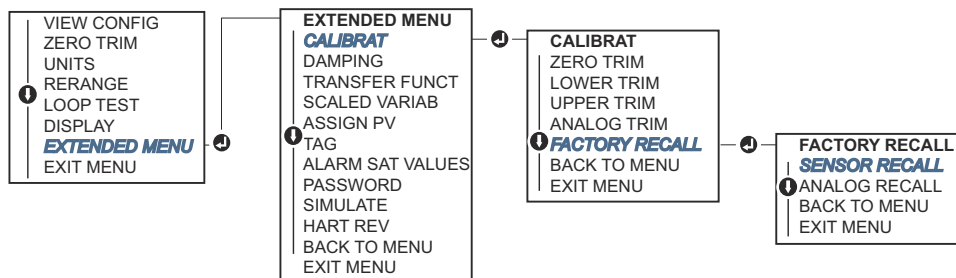 VIEW CONFIG
ZERO TRIM
UNITS
RERANGE
LOOP TEST
DISPLAY
EXTENDED MENU
EXIT MENU
EXTENDED MENU
CALIBRAT
DAMPING
TRANSFER FUNCT
SCALED VARIAB
ASSIGN PV
TAG
ALARM SAT VALUES
PASSWORD
SIMULATE
HART REV
BACK TO MENU
EXIT MENU
CALIBRAT
ZERO TRIM
LOWER TRIM
UPPER TRIM
ANALOG TRIM
FACTORY RECALL
BACK TO MENU
EXIT MENU
FACTORY RECALL
SENSOR RECALL
ANALOG RECALL
BACK TO MENU
EXIT MENU